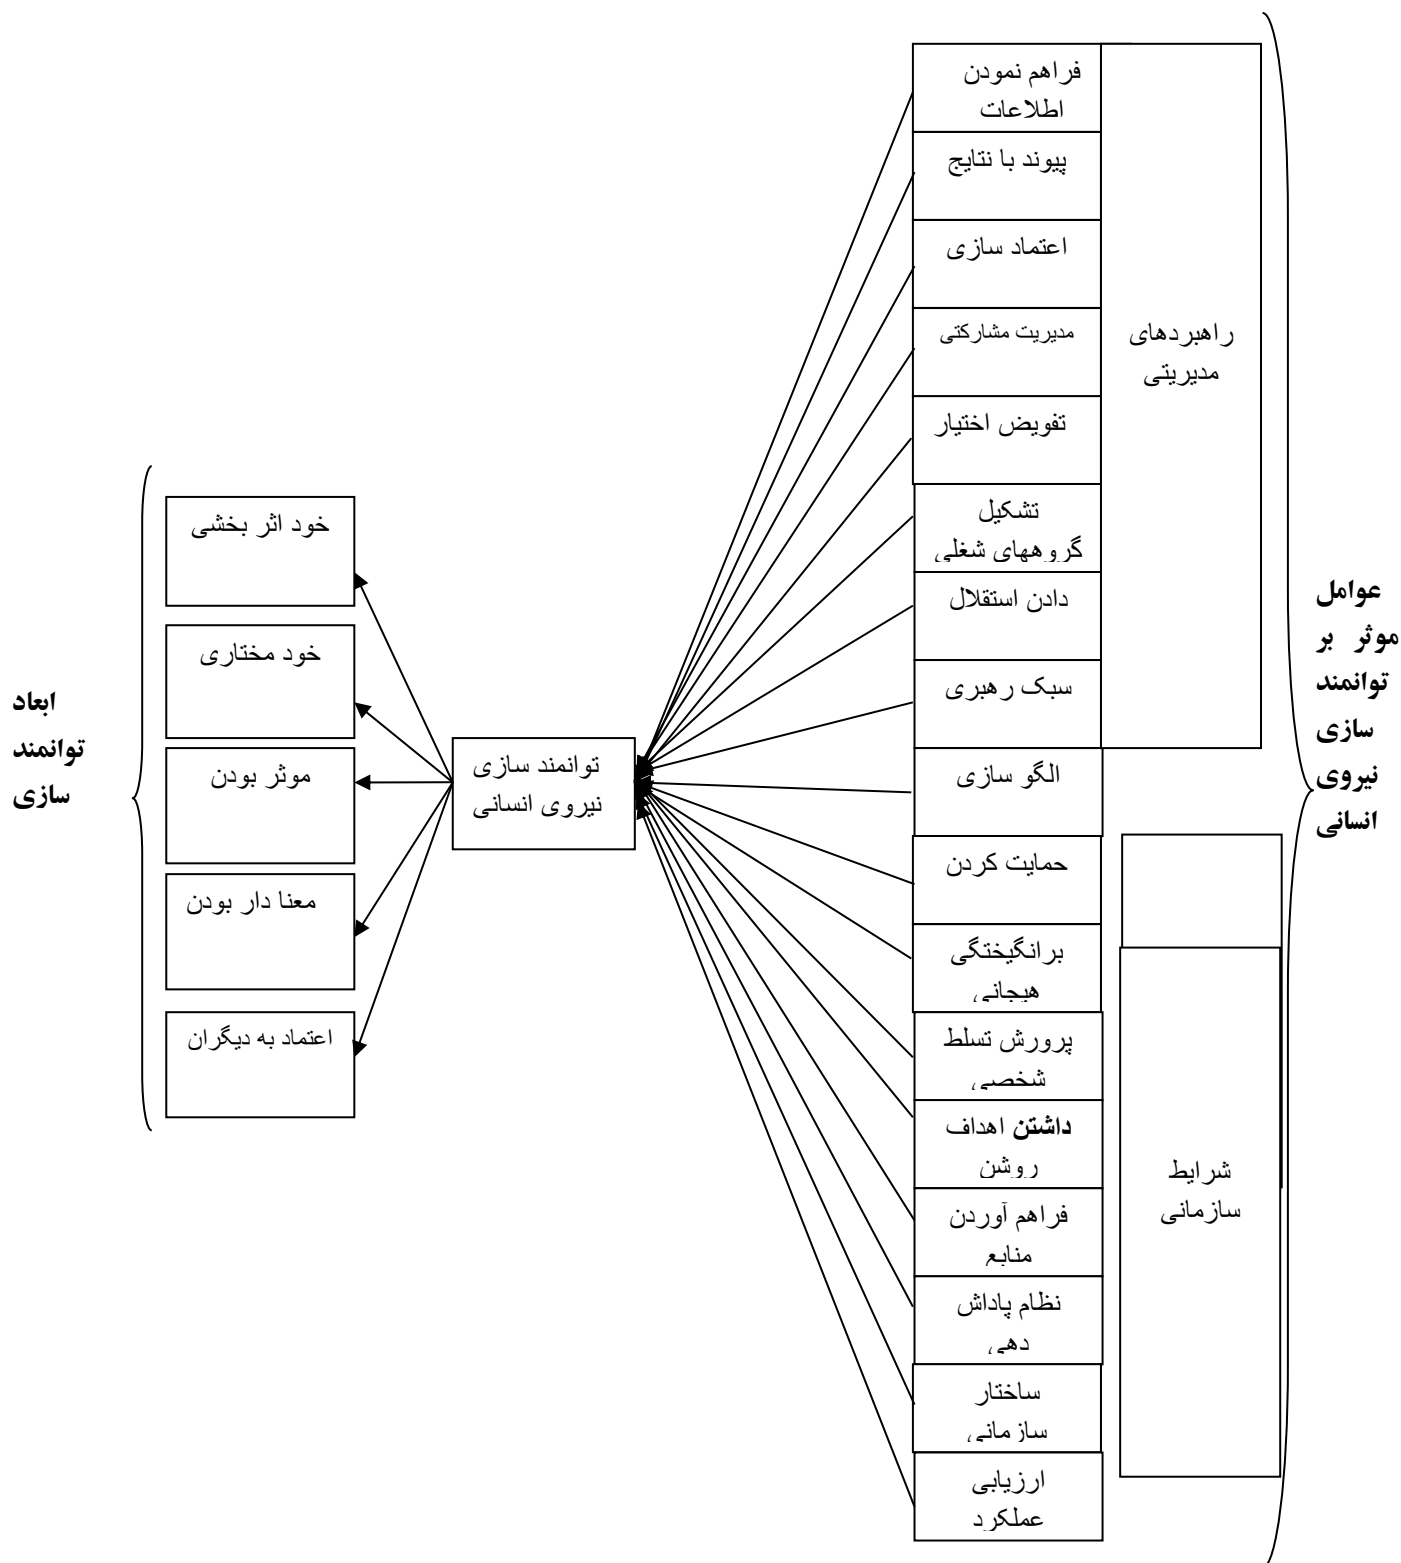 عوامل
موثر بر
توانمند
سازی
نیروی
انسانی
راهبردهای
مدیریتی
شرایط
سازمانی
فراهم نمودن
اطلاعات
پیوند با نتایج
اعتماد سازی
مدیریت مشارکتی
تفویض اختیار
تشکیل
گروههای شغلی
دادن استقلال
سبک رهبری
الگو سازی
حمایت کردن
برانگیختگی
هیجانی
پرورش تسلط
شخصی
داشتن اهداف
روشن
فراهم آوردن
منابع
نظام پاداش
دهی
ساختار
سازمانی
ارزیابی
عملکرد
توانمند سازی
نیروی انسانی
خود اثر بخشی
خود مختاری
موثر بودن
معنا دار بودن
اعتماد به دیگران
ابعاد
توانمند
سازی